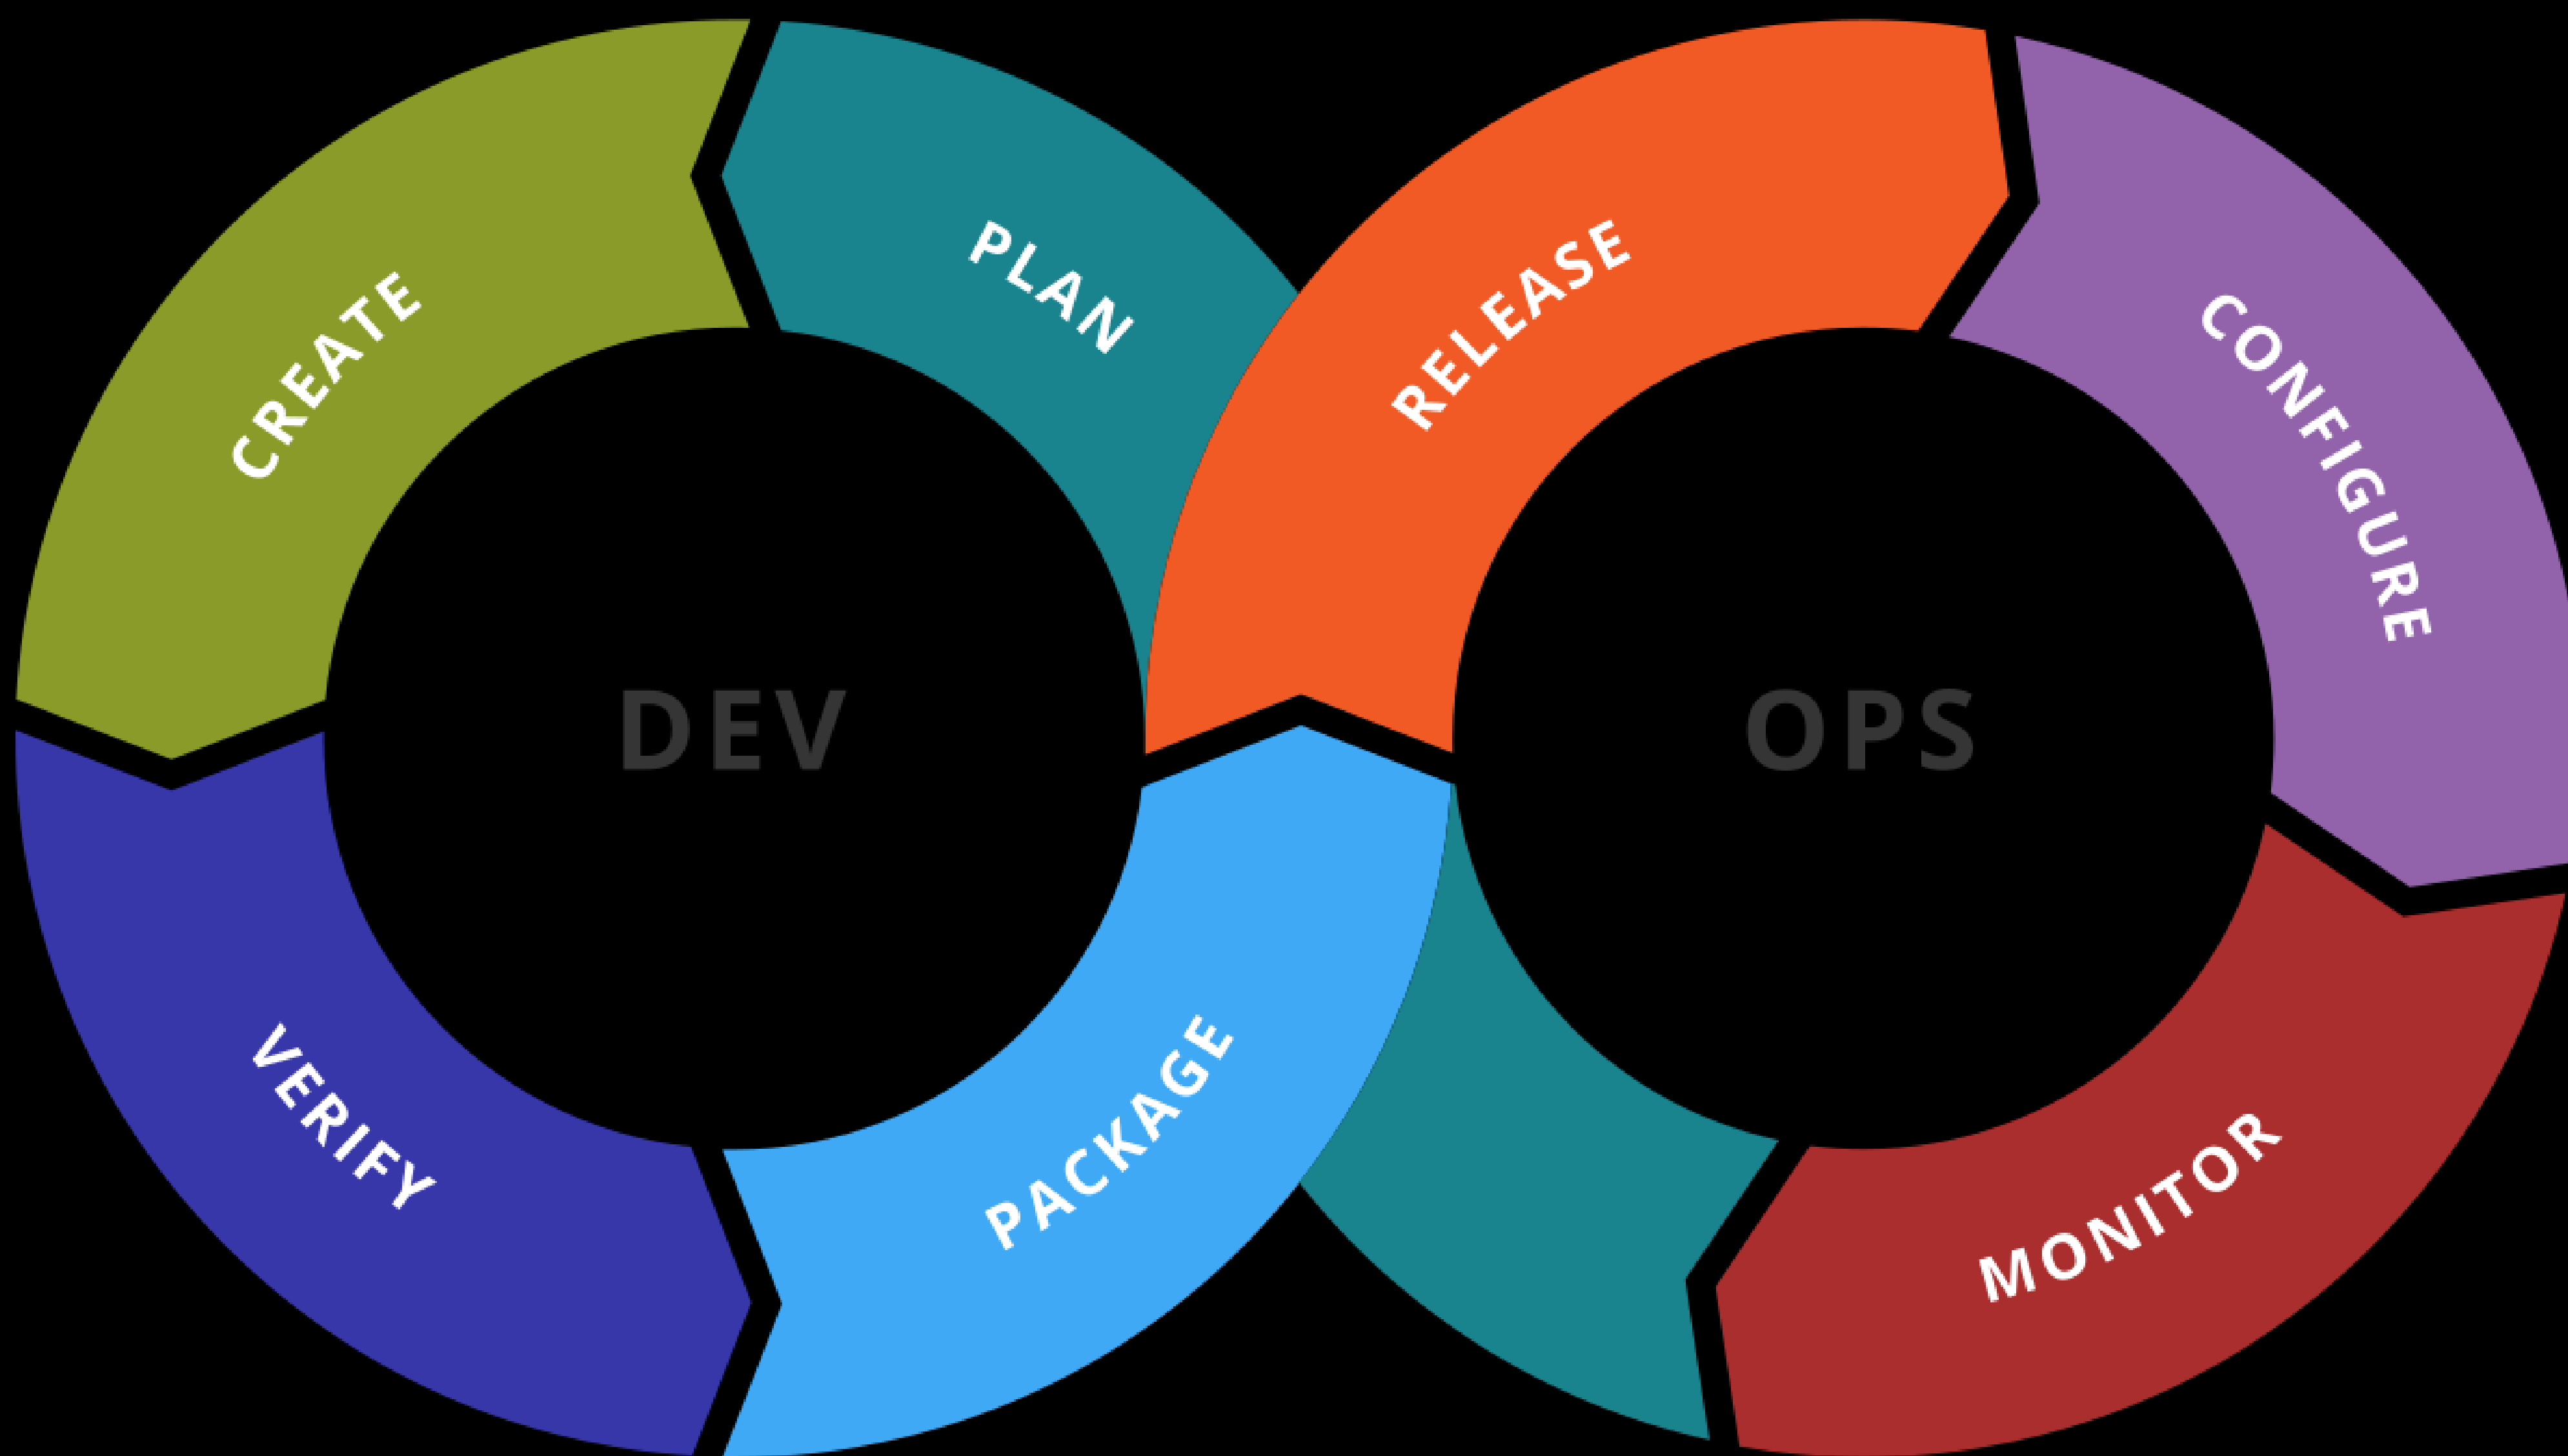 PLAN
CREATE
VERIFY
PACKAGE
RELEASE
CONFIGURE
MONITOR
DEV
OPS